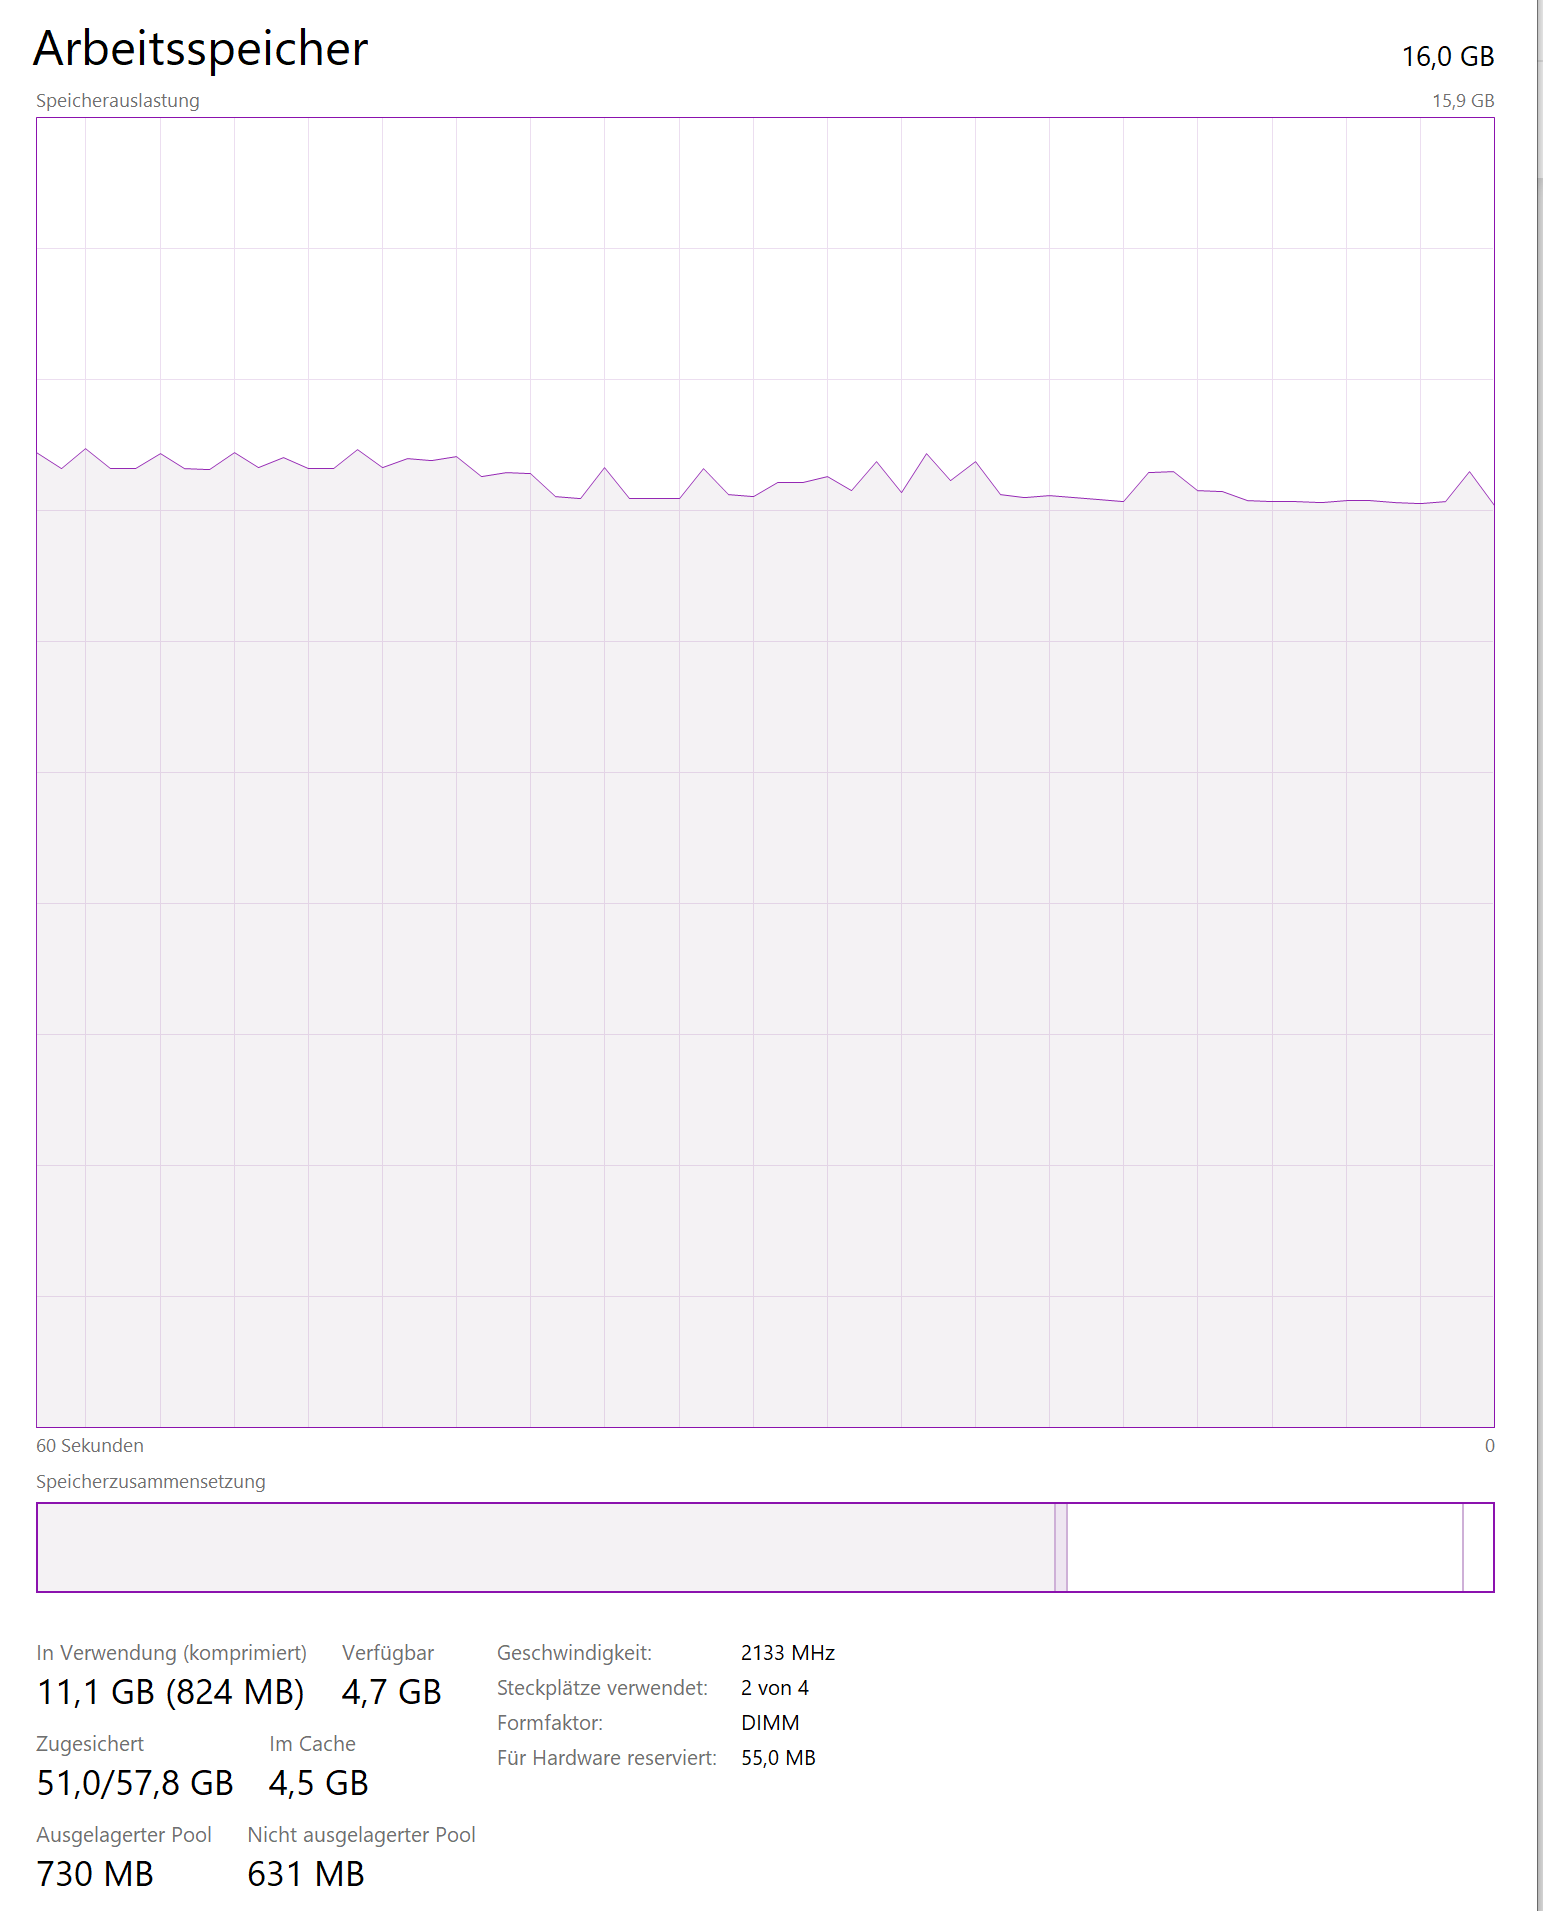 Arbeitsspeicher
16,0 GB
Speicherauslastung
15,9 GB
60 Sekunden
0
Speicherzusammensetzung
In Verwendung (komprimiert)
11,1 GB (824 MB)
Verfügbar
4,7 GB
Zugesichert
51,0/57,8 GB
Im Cache
4,5 GB
Ausgelagerter Pool
730 MB
Nicht ausgelagerter Pool
631 MB
Geschwindigkeit: 2133 MHz
Steckplätze verwendet: 2 von 4
Formfaktor: DIMM
Für Hardware reserviert: 55,0 MB